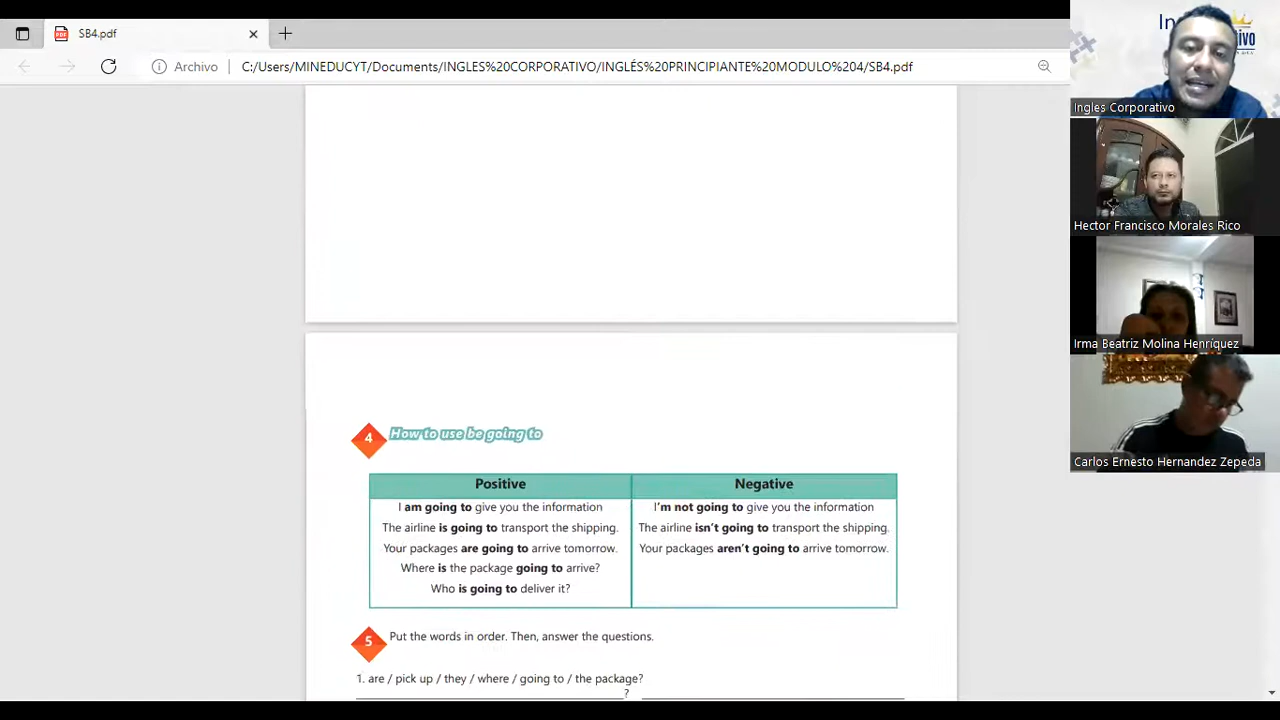 SB4.pdf
Archivo
C:/Users/MINEDUCYT/Documents/INGLES%20CORPORATIVO/INGLÉS%20PRINCIPIANTE%20MODULO%204/SB4.pdf
Ingles Corporativo
Hector Francisco Morales Rico
Irma Beatriz Molina Henríquez
Carlos Ernesto Hernandez Zepeda
4 How to use be going to
Positive Negative
I am going to give you the information I'm not going to give you the information
The airline is going to transport the shipping. The airline isn't going to transport the shipping.
Your packages are going to arrive tomorrow. Your packages aren't going to arrive tomorrow.
Where is the package going to arrive?
Who is going to deliver it?
5 Put the words in order. Then, answer the questions.
1. are / pick up / they / where / going to / the package?
?